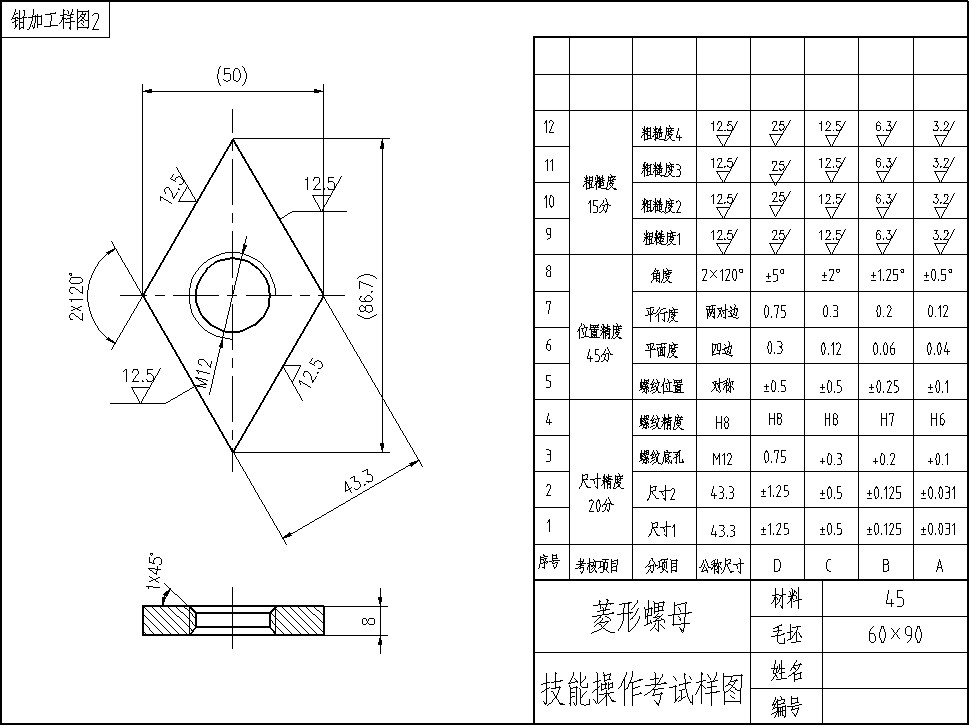 钳加工样图2
(50)
12.5/
12.5/
2x120°
(86.7)
M12
12.5/
12.5/
43.3
1x45°
8
12 粗糙度4 12.5/ 25/ 12.5/ 6.3/ 3.2/
11 粗糙度3 12.5/ 25/ 12.5/ 6.3/ 3.2/
粗糙度
15分
10 粗糙度2 12.5/ 25/ 12.5/ 6.3/ 3.2/
9 粗糙度1 12.5/ 25/ 12.5/ 6.3/ 3.2/
8 角度 2×120° ±5° ±2° ±1.25° ±0.5°
7 平行度 两对边 0.75 0.3 0.2 0.12
位置精度
45分
6 平面度 四边 0.3 0.12 0.06 0.04
5 螺纹位置 对称 ±0.5 ±0.5 ±0.25 ±0.1
4 螺纹精度 H8 H8 H8 H7 H6
3 螺纹底孔 M12 0.75 +0.3 +0.2 +0.1
尺寸精度
20分
2 尺寸2 43.3 ±1.25 ±0.5 ±0.125 ±0.031
1 尺寸1 43.3 ±1.25 ±0.5 ±0.125 ±0.031
序号 考核项目 分项目 公称尺寸 D C B A
菱形螺母
材料 45
毛坯 60×90
技能操作考试样图
姓名
编号